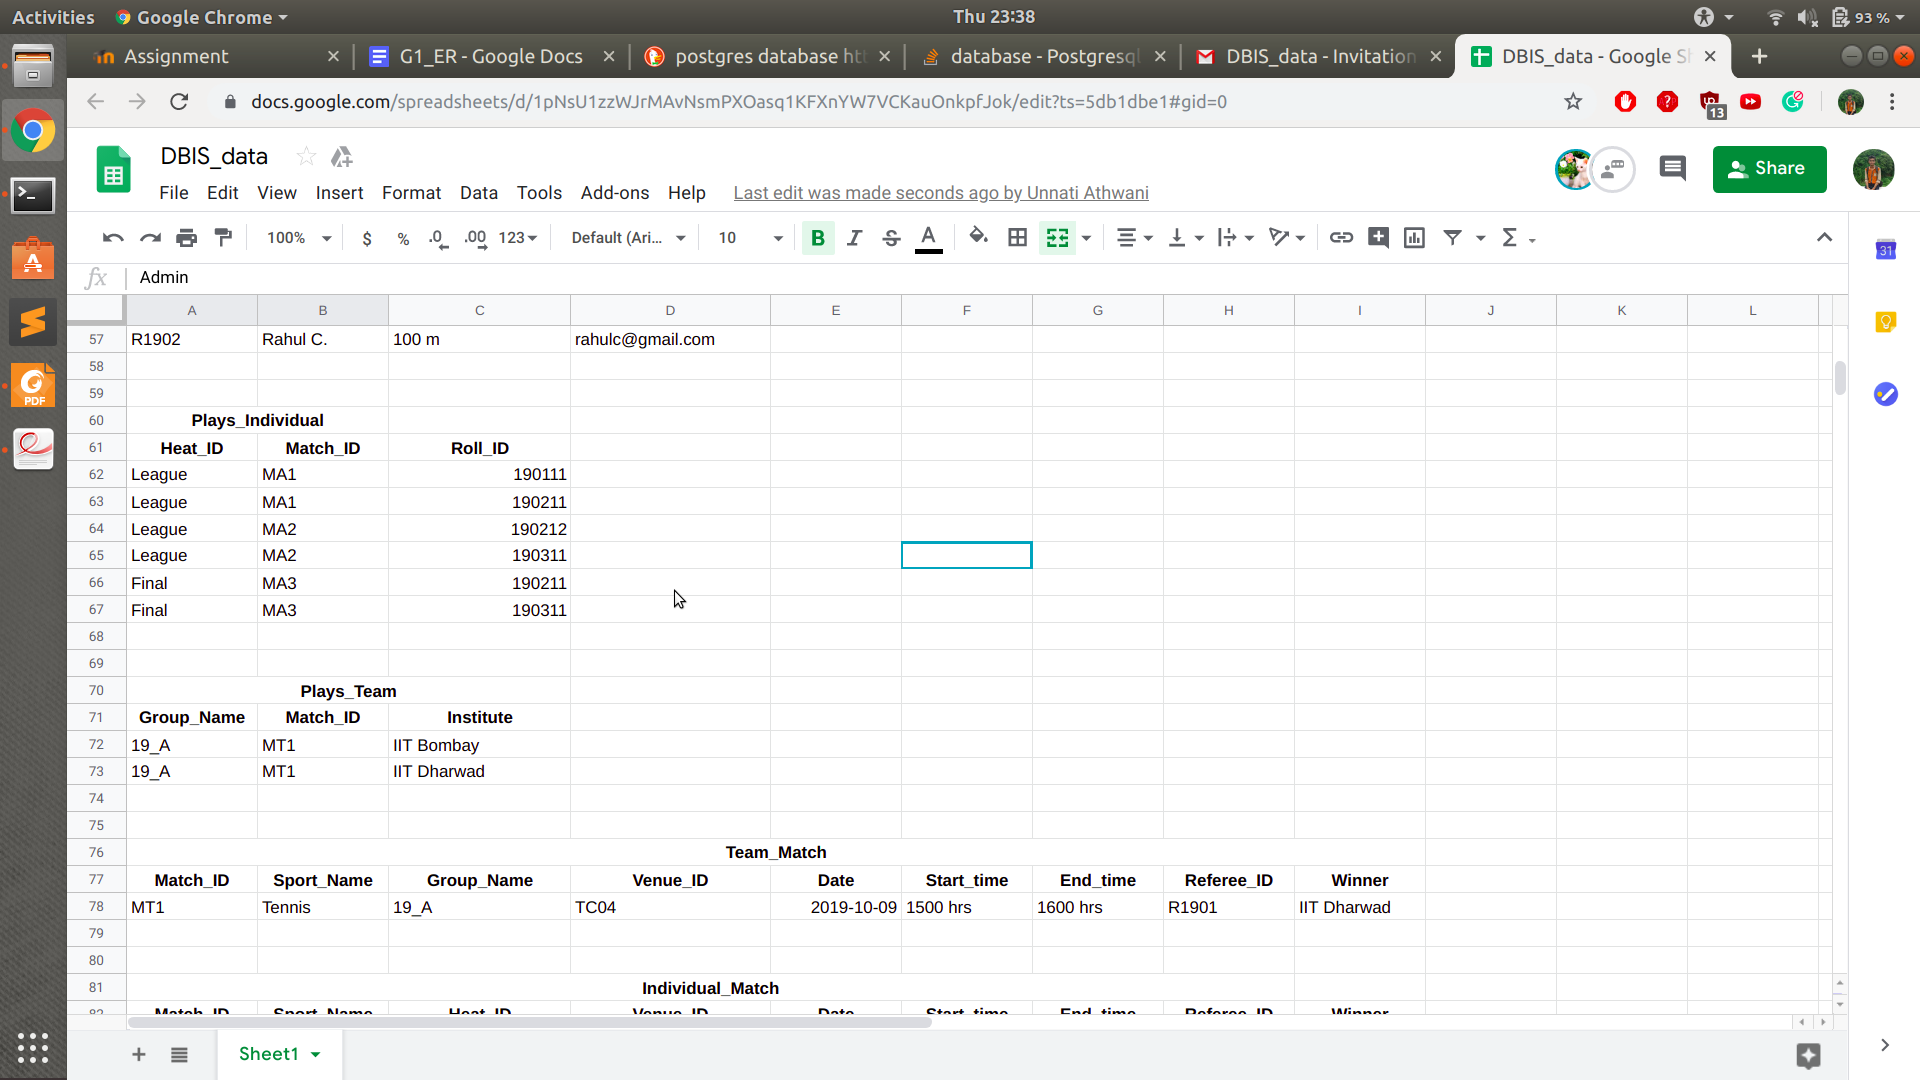 Activities Google Chrome Thu 23:38 93 %
Assignment G1_ER - Google Docs postgres database htt database - Postgresql DBIS_data - Invitation DBIS_data - Google Sh
docs.google.com/spreadsheets/d/1pNsU1zzWJrMAvNsmPXOasq1KFXnYW7VCKauOnkpfJok/edit?ts=5db1dbe1#gid=0 13
DBIS_data
File Edit View Insert Format Data Tools Add-ons Help Last edit was made seconds ago by Unnati Athwani Share
100% $ % .0 .00 123 Default (Ari... 10 B I S A Σ 31
fx Admin
A B C D E F G H I J K L
57 R1902 Rahul C. 100 m rahulc@gmail.com
58
59
60 Plays_Individual
61 Heat_ID Match_ID Roll_ID
62 League MA1 190111
63 League MA1 190211
64 League MA2 190212
65 League MA2 190311
66 Final MA3 190211
67 Final MA3 190311
68
69
70 Plays_Team
71 Group_Name Match_ID Institute
72 19_A MT1 IIT Bombay
73 19_A MT1 IIT Dharwad
74
75
76 Team_Match
77 Match_ID Sport_Name Group_Name Venue_ID Date Start_time End_time Referee_ID Winner
78 MT1 Tennis 19_A TC04 2019-10-09 1500 hrs 1600 hrs R1901 IIT Dharwad
79
80
81 Individual_Match
82 Match_ID Sport_Name Heat_ID Venue_ID Date Start_time End_time Referee_ID Winner
Sheet1
PDF